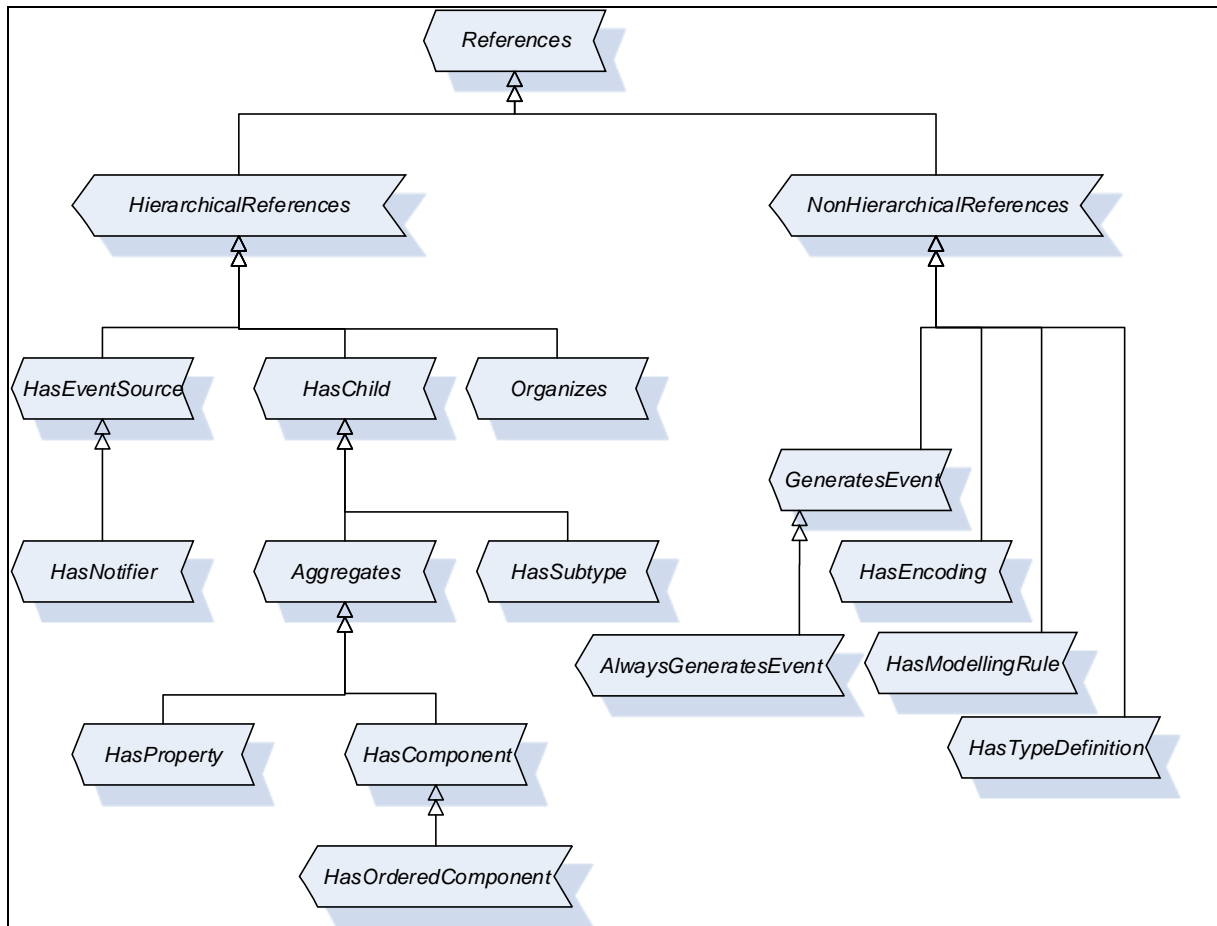 References
HierarchicalReferences
NonHierarchicalReferences
HasEventSource
HasChild
Organizes
GeneratesEvent
HasNotifier
Aggregates
HasSubtype
HasEncoding
AlwaysGeneratesEvent
HasModellingRule
HasProperty
HasComponent
HasTypeDefinition
HasOrderedComponent